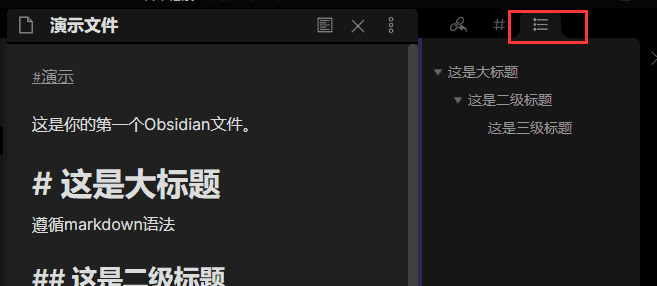 演示文件
#演示
这是你的第一个Obsidian文件。
# 这是大标题
遵循markdown语法
## 这是二级标题
这是大标题
这是二级标题
这是三级标题